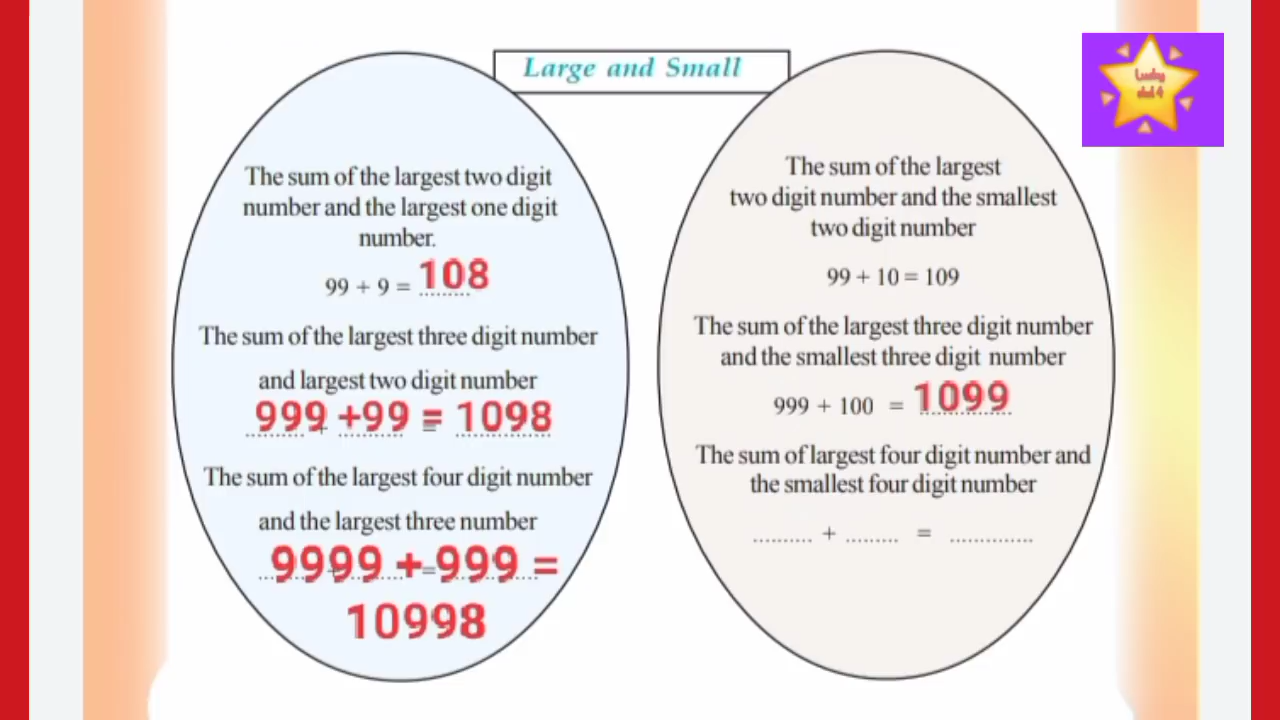 Large and Small
The sum of the largest two digit
number and the largest one digit
number.
99 + 9 = 108
The sum of the largest three digit number
and largest two digit number
999 +99 = 1098
The sum of the largest four digit number
and the largest three number
9999 + 999 =
10998
The sum of the largest
two digit number and the smallest
two digit number
99 + 10 = 109
The sum of the largest three digit number
and the smallest three digit number
999 + 100 = 1099
The sum of largest four digit number and
the smallest four digit number
.......... + ......... = ..............